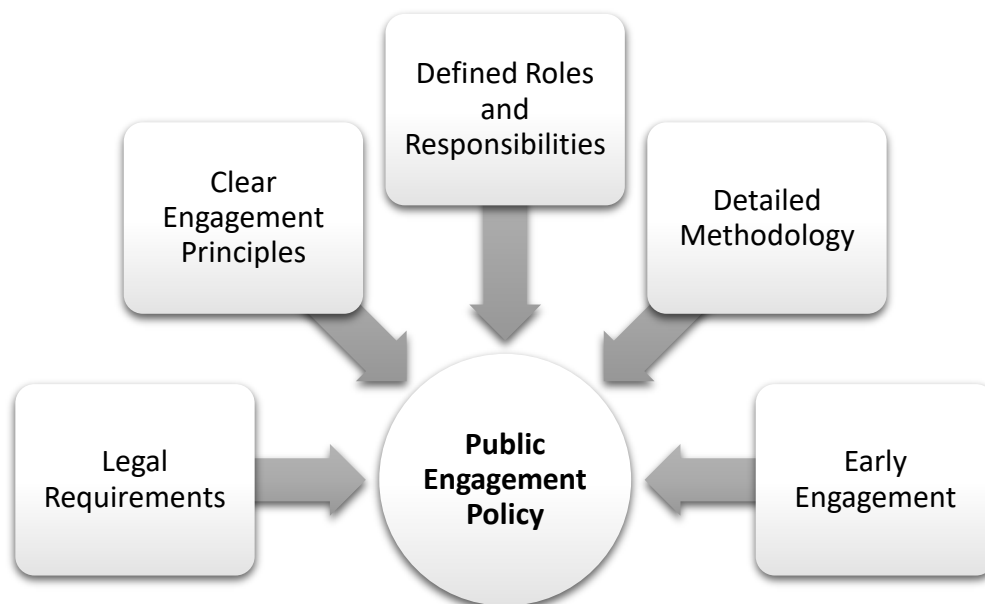 Defined Roles
and
Responsibilities
Clear
Engagement
Principles
Detailed
Methodology
Legal
Requirements
Public
Engagement
Policy
Early
Engagement